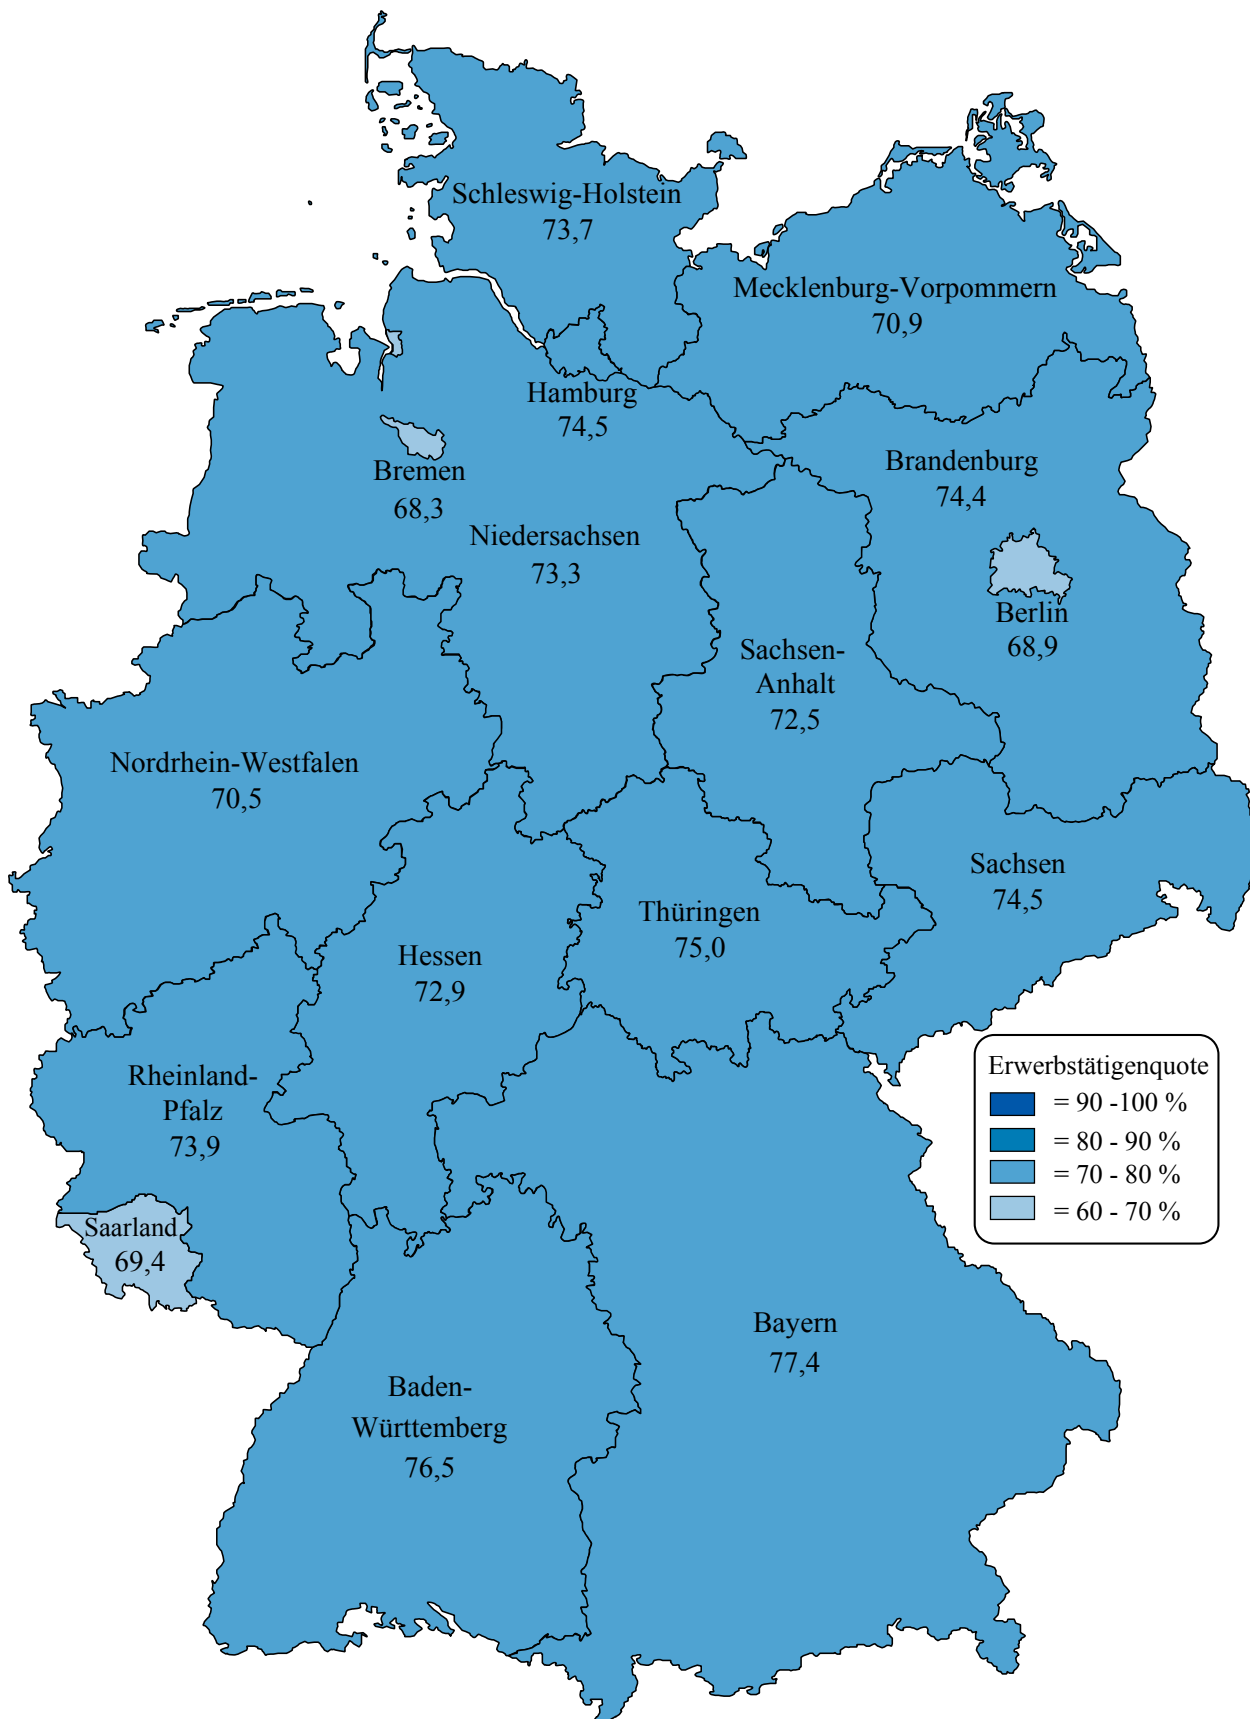 Schleswig-Holstein
73,7
Mecklenburg-Vorpommern
70,9
Hamburg
74,5
Bremen
68,3
Brandenburg
74,4
Niedersachsen
73,3
Berlin
68,9
Sachsen-
Anhalt
72,5
Nordrhein-Westfalen
70,5
Sachsen
74,5
Thüringen
75,0
Hessen
72,9
Rheinland-
Pfalz
73,9
Erwerbstätigenquote
= 90 -100 %
= 80 - 90 %
= 70 - 80 %
= 60 - 70 %
Saarland
69,4
Bayern
77,4
Baden-
Württemberg
76,5